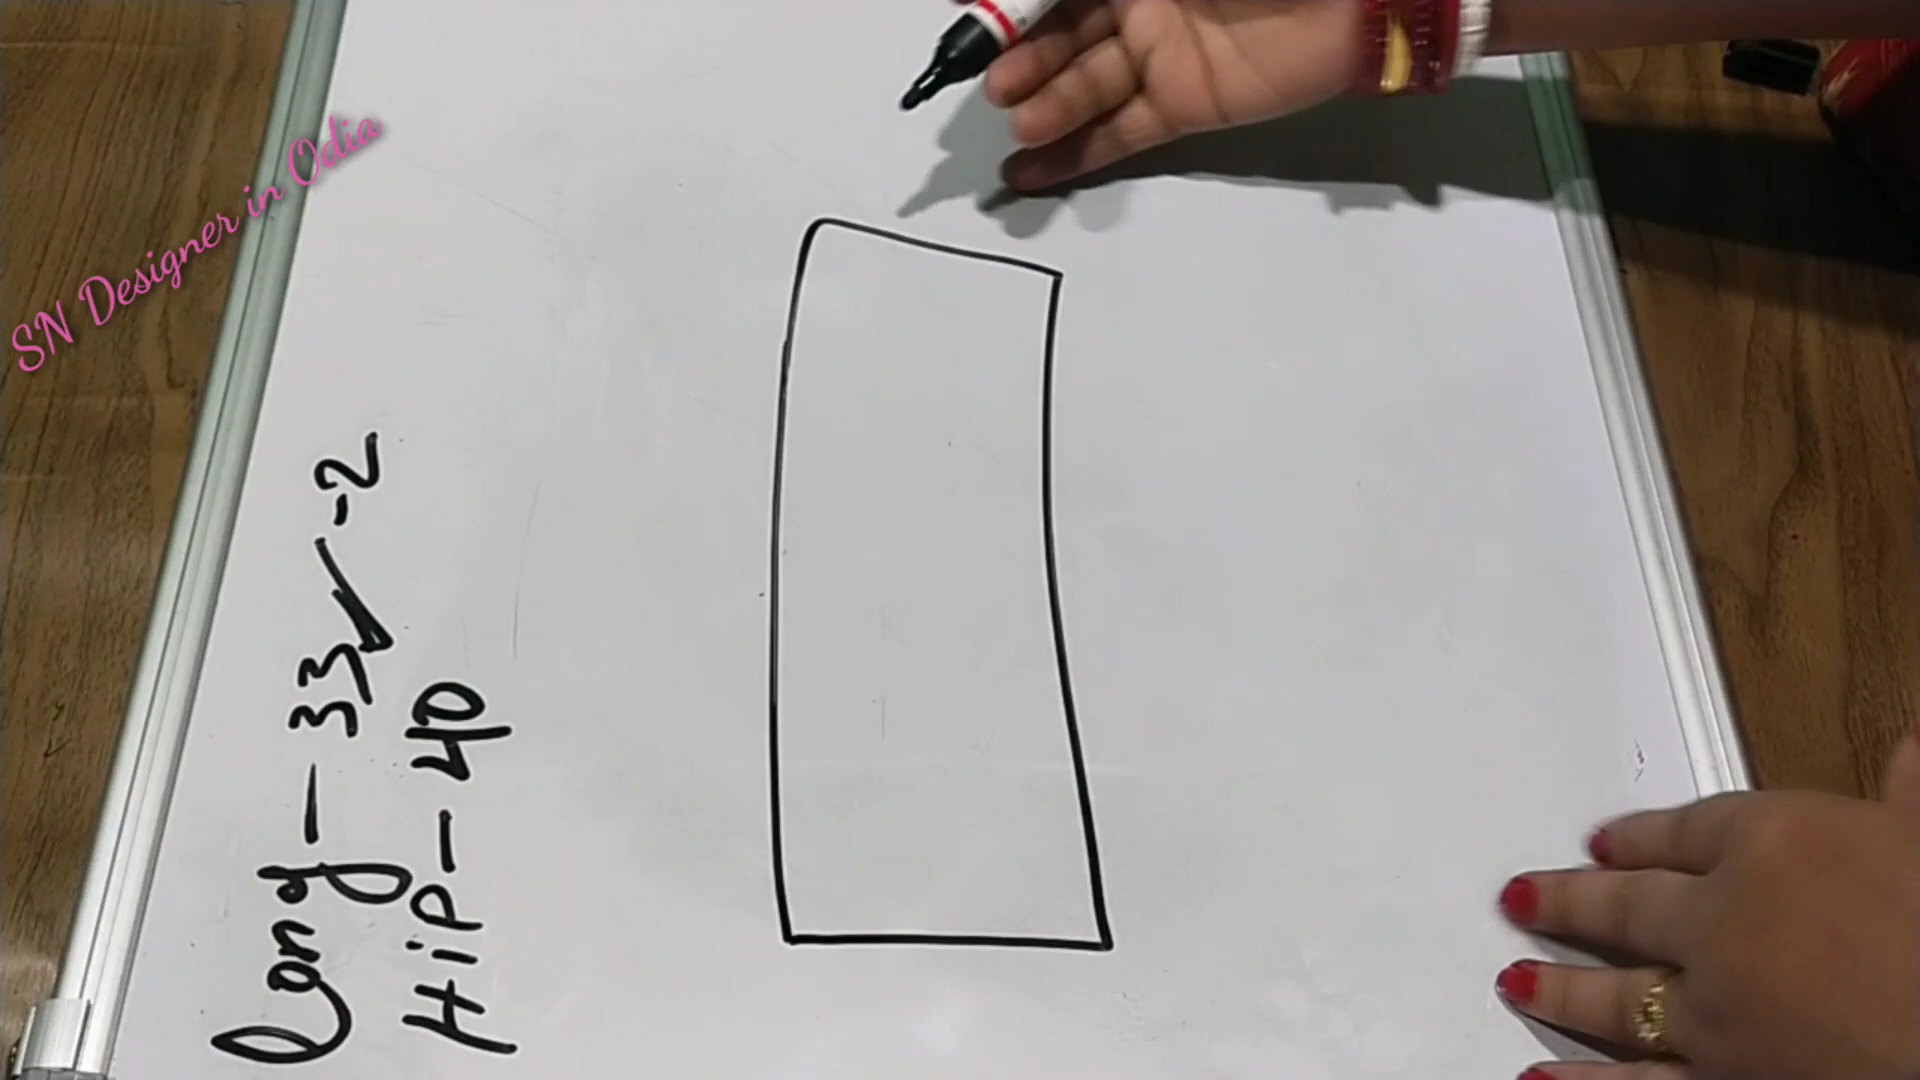 SN Designer in Odia
Long - 33 -2
HiP - 40